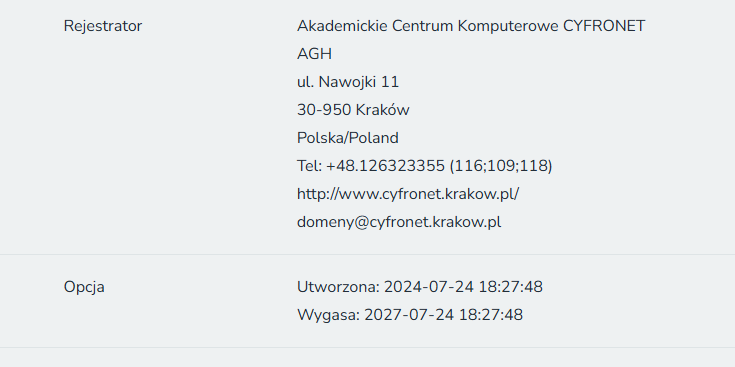 Rejestrator
Akademickie Centrum Komputerowe CYFRONET
AGH
ul. Nawojki 11
30-950 Kraków
Polska/Poland
Tel: +48.126323355 (116;109;118)
http://www.cyfronet.krakow.pl/
domeny@cyfronet.krakow.pl
Opcja
Utworzona: 2024-07-24 18:27:48
Wygasa: 2027-07-24 18:27:48